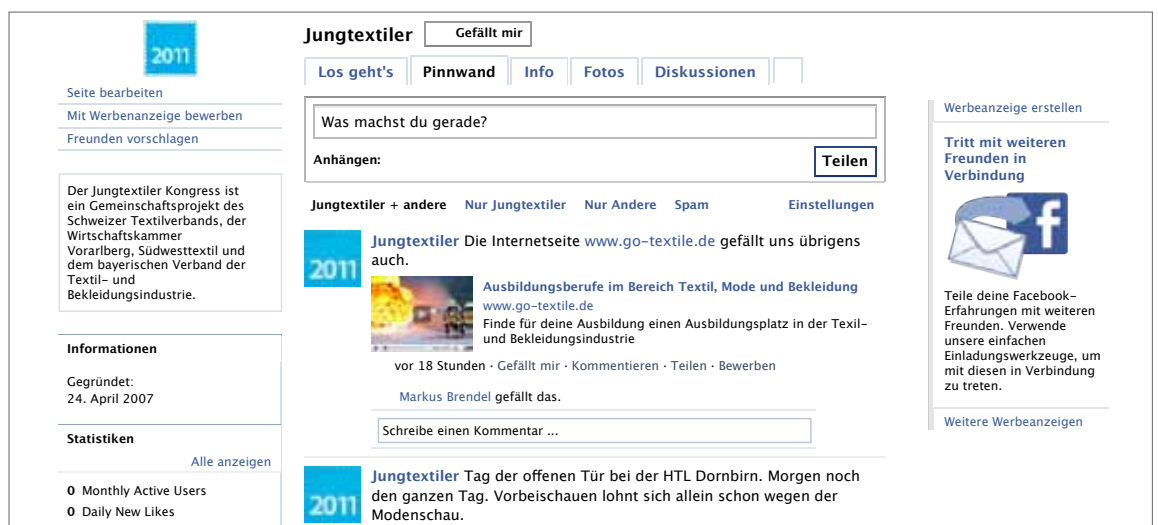 2011
Seite bearbeiten
Mit Werbenanzeige bewerben
Freunden vorschlagen
Der Jungtextiler Kongress ist
ein Gemeinschaftsprojekt des
Schweizer Textilverbands, der
Wirtschaftskammer
Vorarlberg, Südwesttextil und
dem bayerischen Verband der
Textil- und
Bekleidungsindustrie.
Informationen
Gegründet:
24. April 2007
Statistiken
Alle anzeigen
0 Monthly Active Users
0 Daily New Likes
Jungtextiler Gefällt mir
Los geht's Pinnwand Info Fotos Diskussionen
Was machst du gerade?
Anhängen: Teilen
Jungtextiler + andere Nur Jungtextiler Nur Andere Spam Einstellungen
2011
Jungtextiler Die Internetseite www.go-textile.de gefällt uns übrigens
auch.
Ausbildungsberufe im Bereich Textil, Mode und Bekleidung
www.go-textile.de
Finde für deine Ausbildung einen Ausbildungsplatz in der Texil-
und Bekleidungsindustrie
vor 18 Stunden · Gefällt mir · Kommentieren · Teilen · Bewerben
Markus Brendel gefällt das.
Schreibe einen Kommentar ...
2011
Jungtextiler Tag der offenen Tür bei der HTL Dornbirn. Morgen noch
den ganzen Tag. Vorbeischauen lohnt sich allein schon wegen der
Modenschau.
Werbeanzeige erstellen
Tritt mit weiteren
Freunden in
Verbindung
f
Teile deine Facebook-
Erfahrungen mit weiteren
Freunden. Verwende
unsere einfachen
Einladungswerkzeuge, um
mit diesen in Verbindung
zu treten.
Weitere Werbeanzeigen